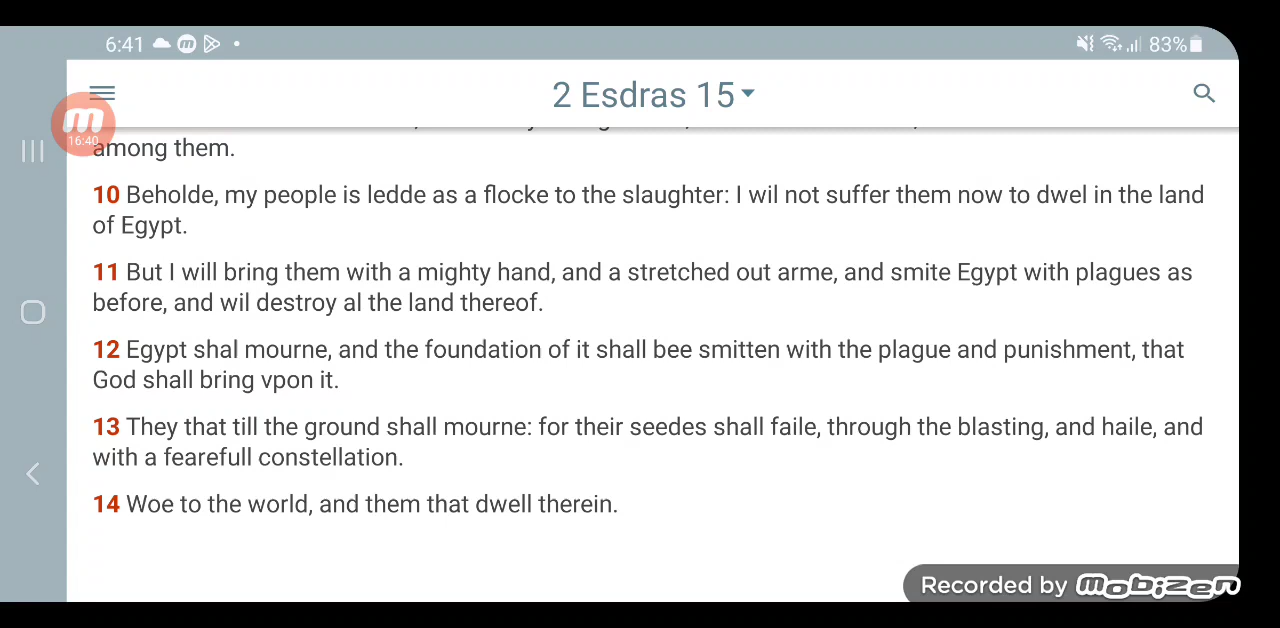 6:41
83%
2 Esdras 15
16:40
among them.
10 Beholde, my people is ledde as a flocke to the slaughter: I wil not suffer them now to dwel in the land
of Egypt.
11 But I will bring them with a mighty hand, and a stretched out arme, and smite Egypt with plagues as
before, and wil destroy al the land thereof.
12 Egypt shal mourne, and the foundation of it shall bee smitten with the plague and punishment, that
God shall bring vpon it.
13 They that till the ground shall mourne: for their seedes shall faile, through the blasting, and haile, and
with a fearefull constellation.
14 Woe to the world, and them that dwell therein.
Recorded by Mobizen